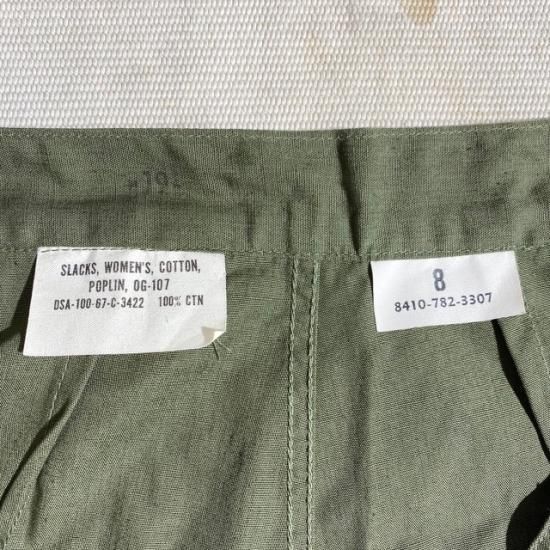 SLACKS, WOMEN'S, COTTON,
POPLIN, OG-107
DSA-100-67-C-3422 100% CTN
8
8410-782-3307